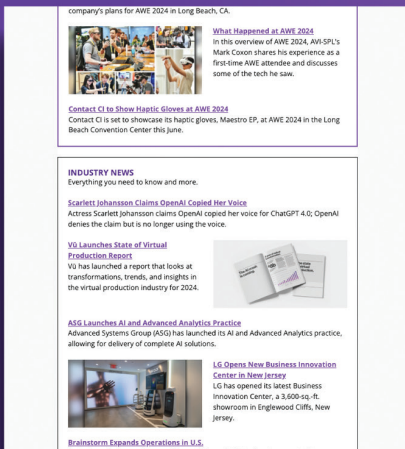 company's plans for AWE 2024 in Long Beach, CA.
What Happened at AWE 2024
In this overview of AWE 2024, AVI-SPL's
Mark Coxon shares his experience as a
first-time AWE attendee and discusses
some of the tech he saw.
Contact CI to Show Haptic Gloves at AWE 2024
Contact CI is set to showcase its haptic gloves, Maestro EP, at AWE 2024 in the Long
Beach Convention Center this June.
INDUSTRY NEWS
Everything you need to know and more.
Scarlett Johansson Claims OpenAI Copied Her Voice
Actress Scarlett Johansson claims OpenAI copied her voice for ChatGPT 4.0; OpenAI
denies the claim but is no longer using the voice.
Vū Launches State of Virtual
Production Report
Vū has launched a report that looks at
transformations, trends, and insights in
the virtual production industry for 2024.
ASG Launches AI and Advanced Analytics Practice
Advanced Systems Group (ASG) has launched its AI and Advanced Analytics practice,
allowing for delivery of complete AI solutions.
LG Opens New Business Innovation
Center in New Jersey
LG has opened its latest Business
Innovation Center, a 3,600-sq.-ft.
showroom in Englewood Cliffs, New
Jersey.
Brainstorm Expands Operations in U.S.